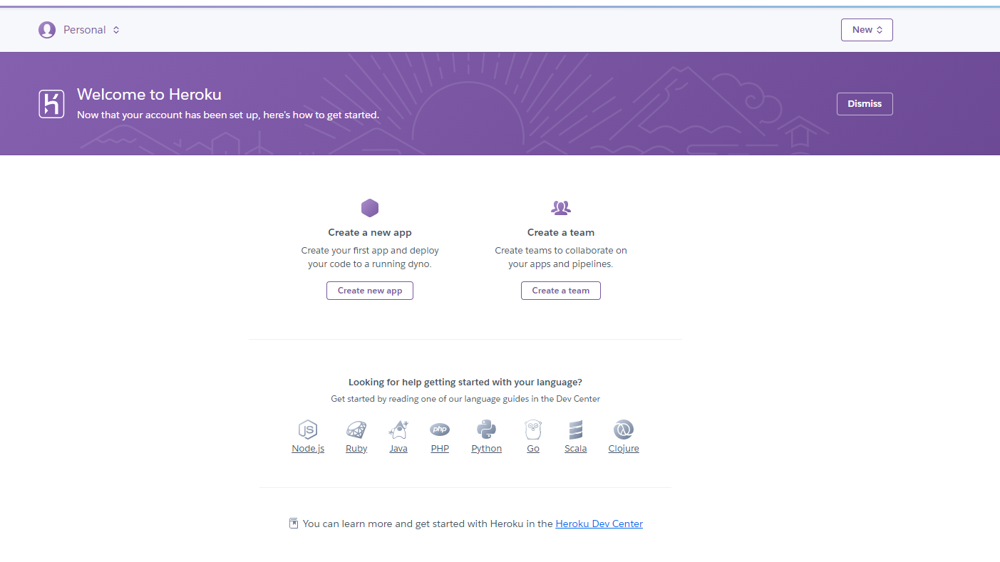 Personal
New
Welcome to Heroku
Now that your account has been set up, here's how to get started.
Dismiss
Create a new app
Create your first app and deploy
your code to a running dyno.
Create new app
Create a team
Create teams to collaborate on
your apps and pipelines.
Create a team
Looking for help getting started with your language?
Get started by reading one of our language guides in the Dev Center
JS
php
Node.js Ruby Java PHP Python Go Scala Clojure
You can learn more and get started with Heroku in the Heroku Dev Center